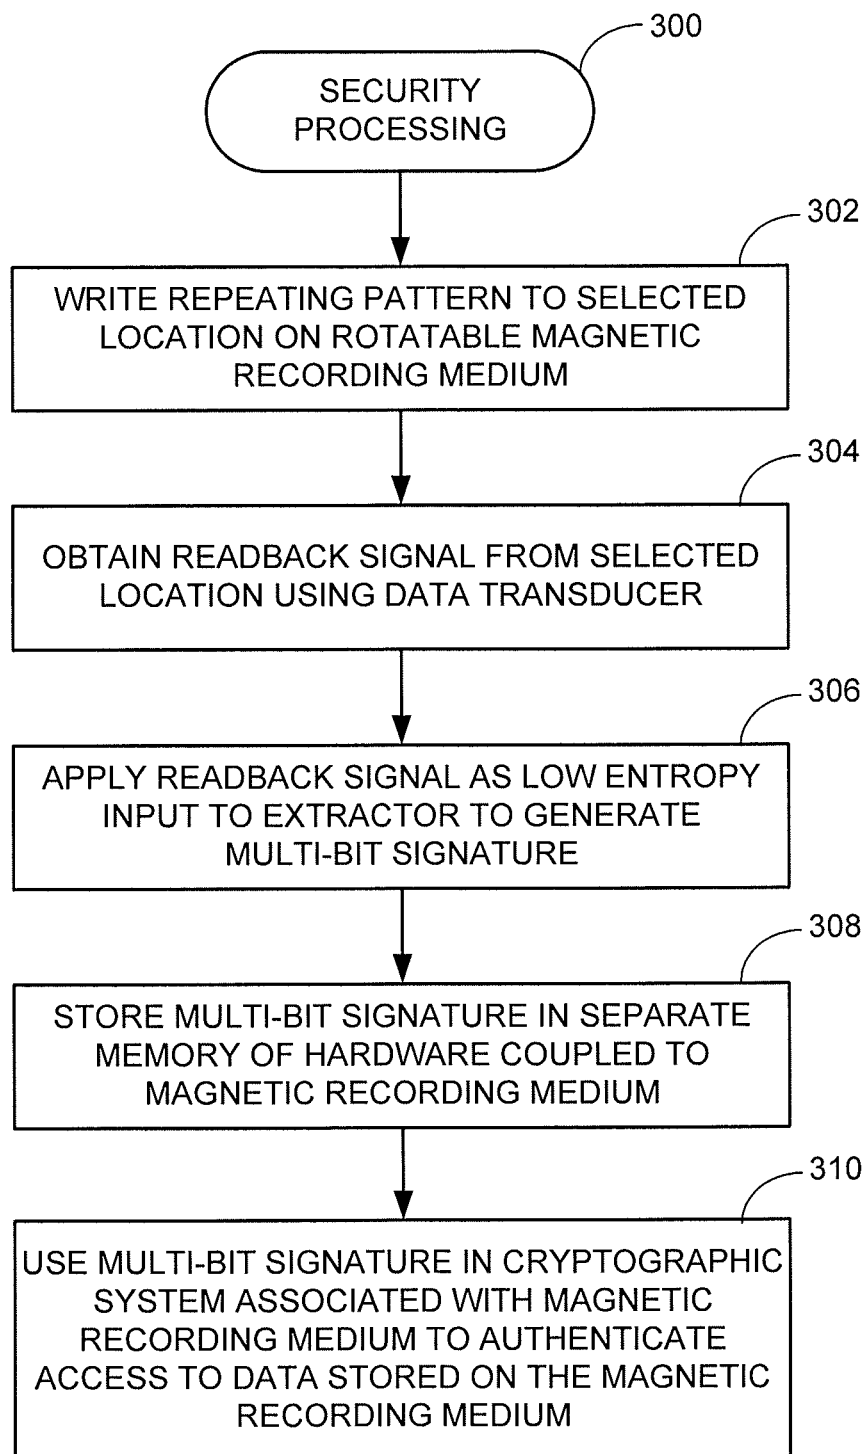 300
SECURITY
PROCESSING
302
WRITE REPEATING PATTERN TO SELECTED
LOCATION ON ROTATABLE MAGNETIC
RECORDING MEDIUM
304
OBTAIN READBACK SIGNAL FROM SELECTED
LOCATION USING DATA TRANSDUCER
306
APPLY READBACK SIGNAL AS LOW ENTROPY
INPUT TO EXTRACTOR TO GENERATE
MULTI-BIT SIGNATURE
308
STORE MULTI-BIT SIGNATURE IN SEPARATE
MEMORY OF HARDWARE COUPLED TO
MAGNETIC RECORDING MEDIUM
310
USE MULTI-BIT SIGNATURE IN CRYPTOGRAPHIC
SYSTEM ASSOCIATED WITH MAGNETIC
RECORDING MEDIUM TO AUTHENTICATE
ACCESS TO DATA STORED ON THE MAGNETIC
RECORDING MEDIUM